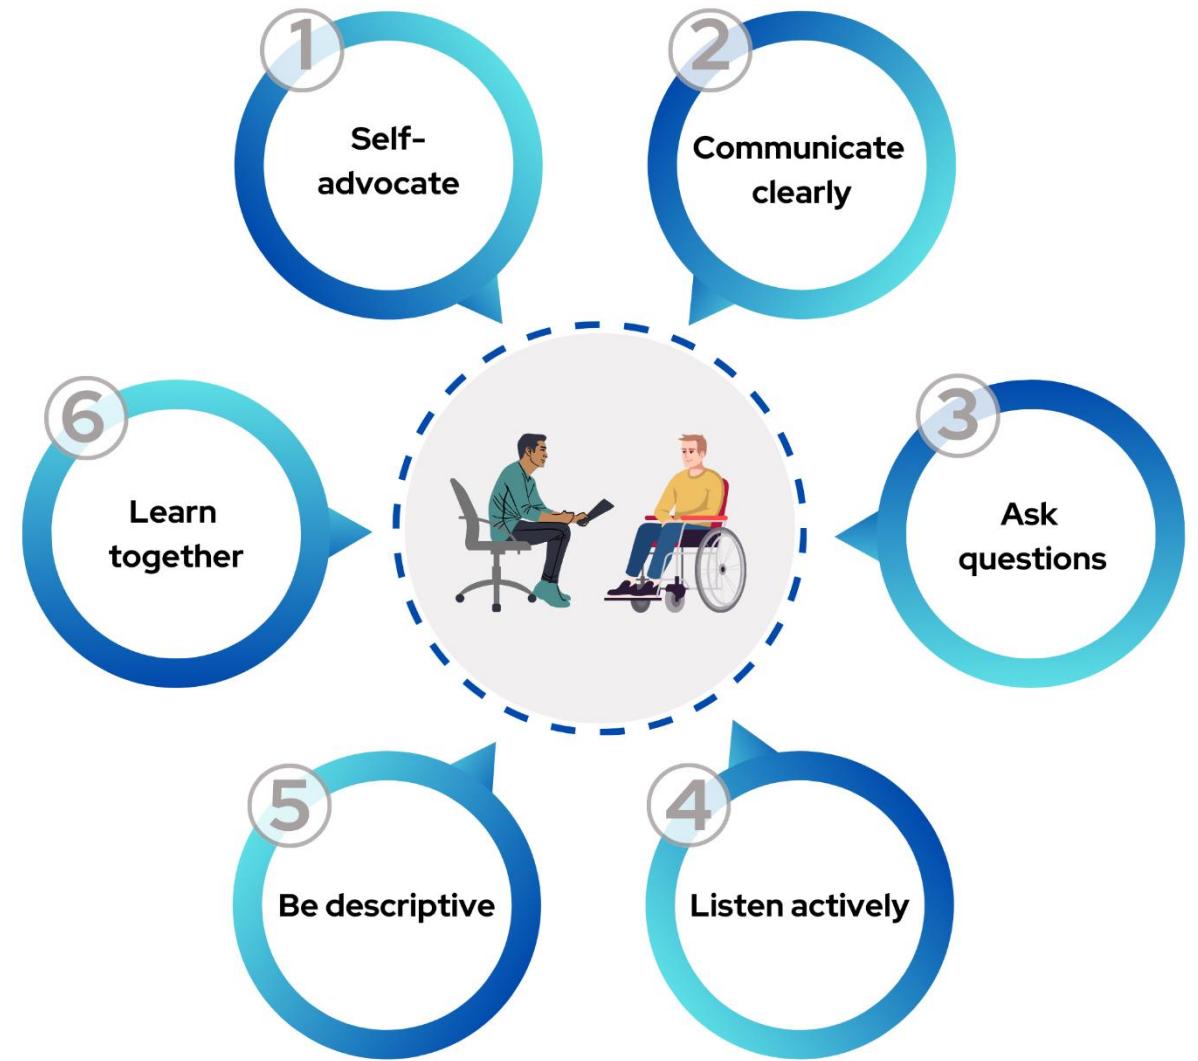 1
Self-
advocate
2
Communicate
clearly
3
Ask
questions
4
Listen actively
5
Be descriptive
6
Learn
together